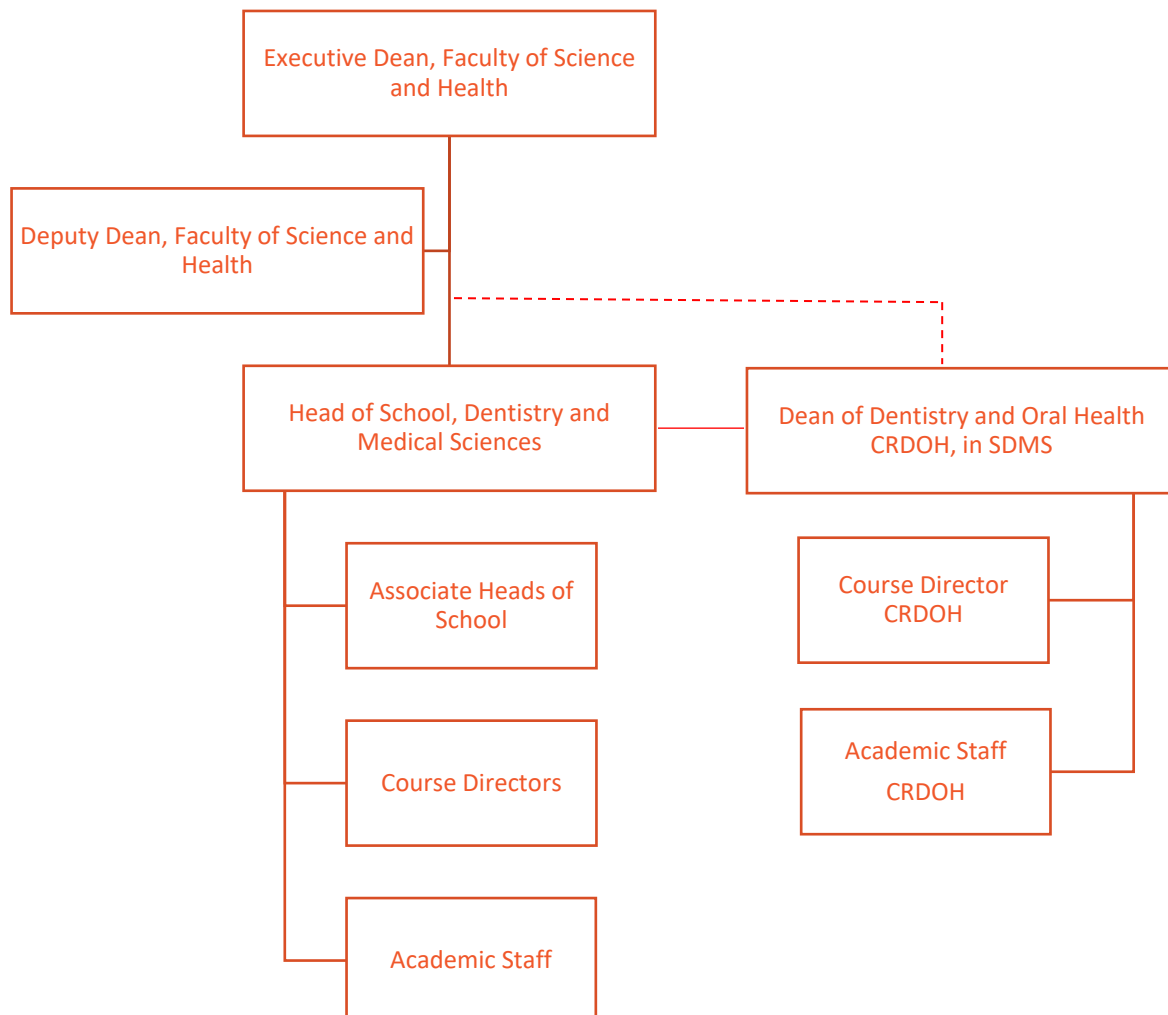 Executive Dean, Faculty of Science
and Health
Deputy Dean, Faculty of Science and
Health
Head of School, Dentistry and
Medical Sciences
Dean of Dentistry and Oral Health
CRDOH, in SDMS
Associate Heads of
School
Course Director
CRDOH
Course Directors
Academic Staff
CRDOH
Academic Staff